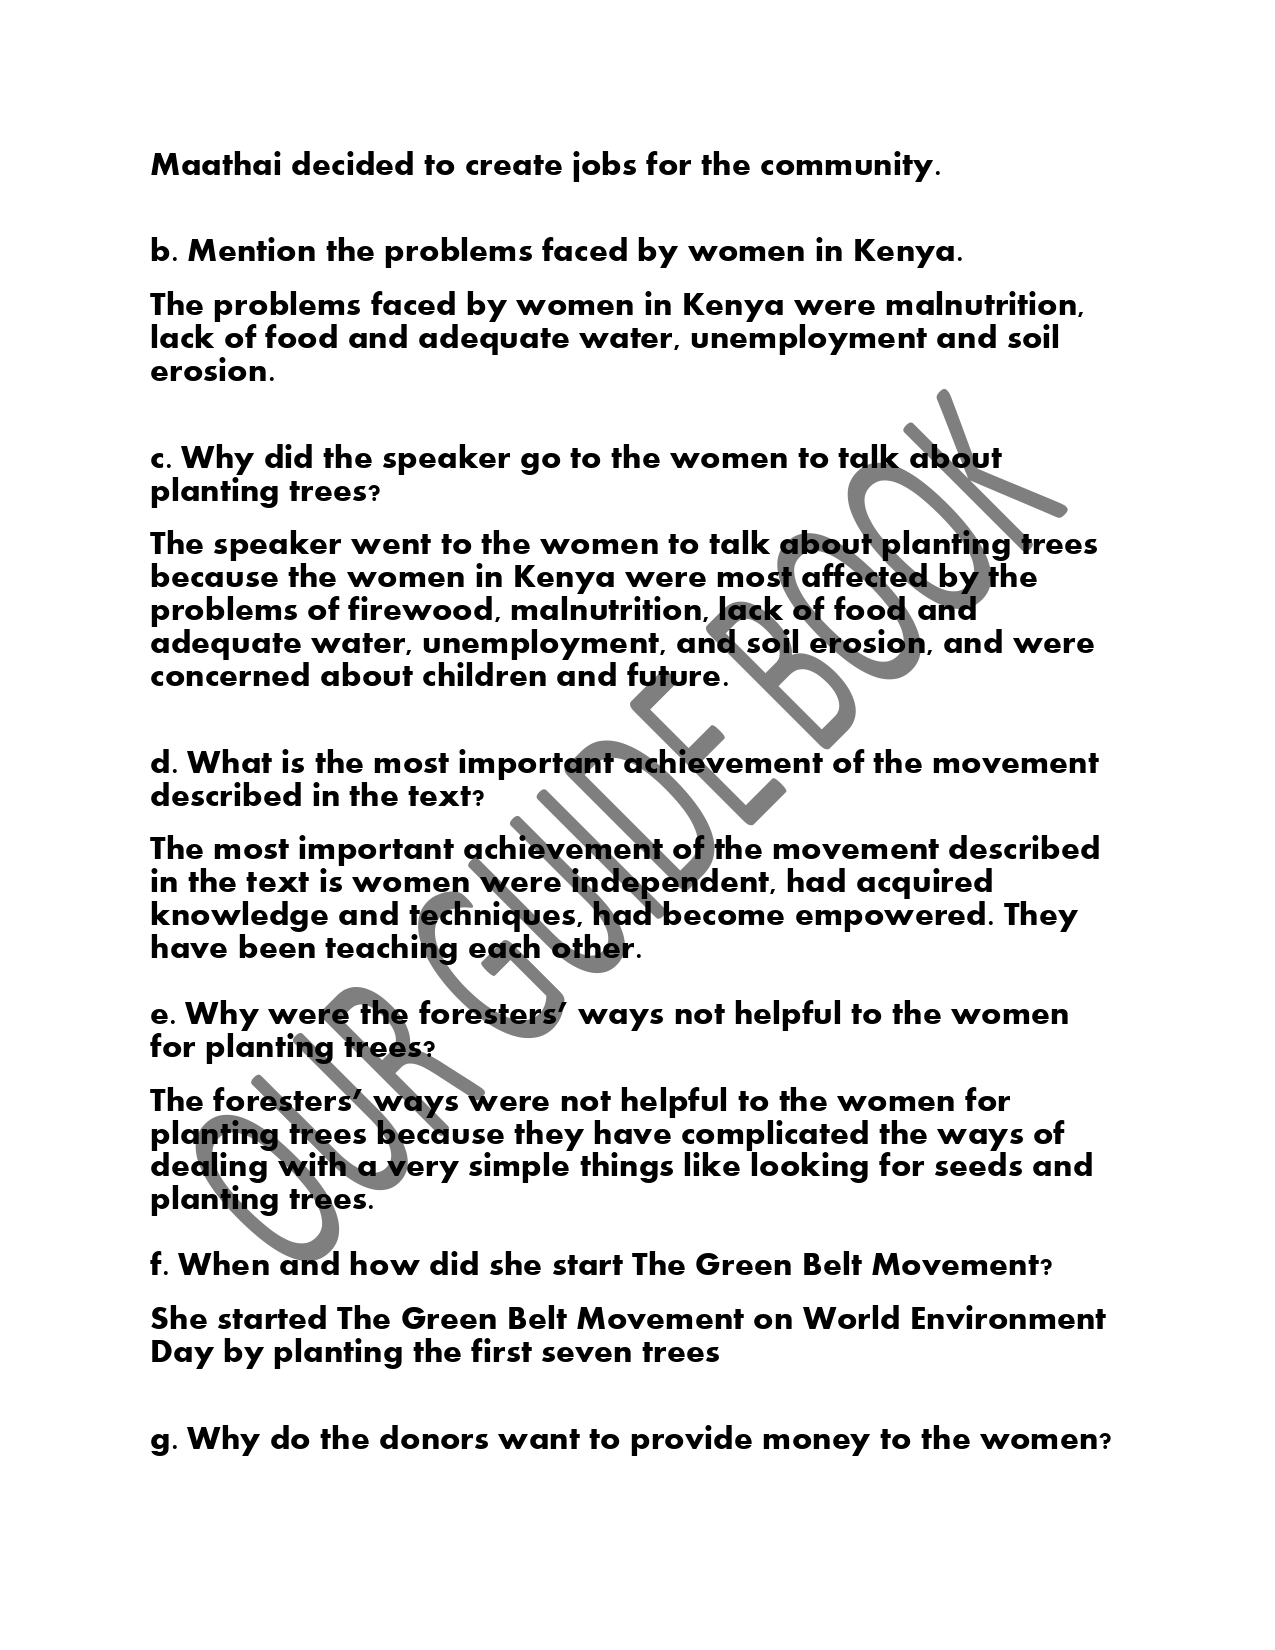 Maathai decided to create jobs for the community.
b. Mention the problems faced by women in Kenya.
The problems faced by women in Kenya were malnutrition,
lack of food and adequate water, unemployment and soil
erosion.
c. Why did the speaker go to the women to talk about
planting trees?
The speaker went to the women to talk about planting trees
because the women in Kenya were most affected by the
problems of firewood, malnutrition, lack of food and
adequate water, unemployment, and soil erosion, and were
concerned about children and future.
d. What is the most important achievement of the movement
described in the text?
The most important achievement of the movement described
in the text is women were independent, had acquired
knowledge and techniques, had become empowered. They
have been teaching each other.
e. Why were the foresters’ ways not helpful to the women
for planting trees?
The foresters’ ways were not helpful to the women for
planting trees because they have complicated the ways of
dealing with a very simple things like looking for seeds and
planting trees.
f. When and how did she start The Green Belt Movement?
She started The Green Belt Movement on World Environment
Day by planting the first seven trees
g. Why do the donors want to provide money to the women?
OUR GUIDE BOOK